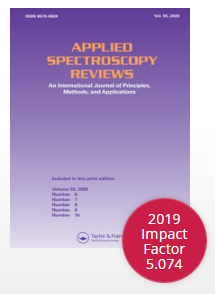 ISSN 0570-4928
Vol. 55, 2020
APPLIED
SPECTROSCOPY
REVIEWS
An International Journal of Principles,
Methods, and Applications
Included in this print edition:
Volume 55, 2020
Number 6
Number 7
Number 8
Number 9
Number 10
Taylor & Fran
2019
Impact
Factor
5.074